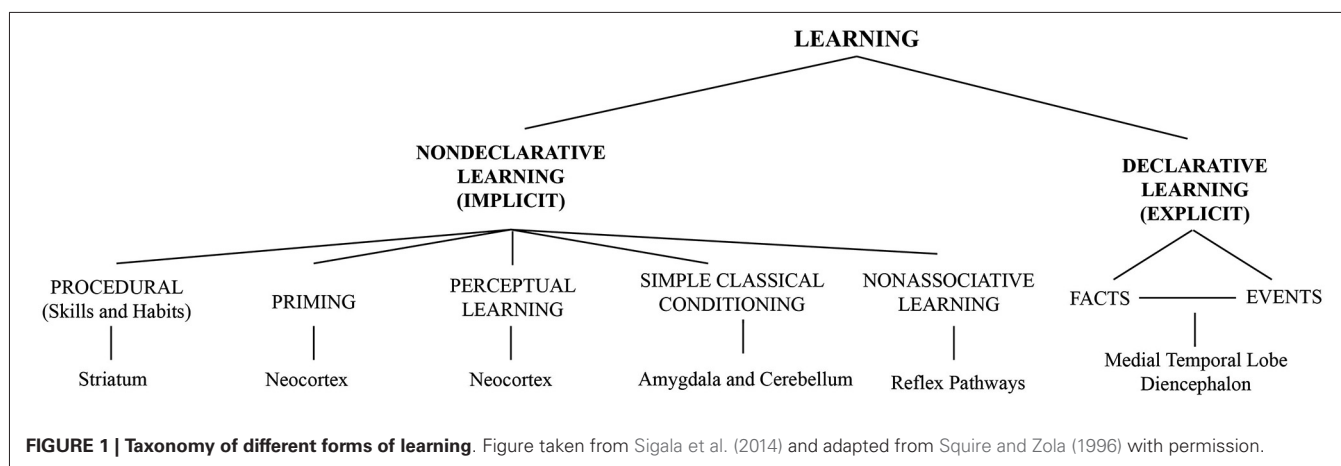 LEARNING
NONDECLARATIVE
LEARNING
(IMPLICIT)
DECLARATIVE
LEARNING
(EXPLICIT)
PROCEDURAL
(Skills and Habits)
PRIMING
PERCEPTUAL
LEARNING
SIMPLE CLASSICAL
CONDITIONING
NONASSOCIATIVE
LEARNING
FACTS
EVENTS
Striatum
Neocortex
Neocortex
Amygdala and Cerebellum
Reflex Pathways
Medial Temporal Lobe
Diencephalon
FIGURE 1 | Taxonomy of different forms of learning. Figure taken from Sigala et al. (2014) and adapted from Squire and Zola (1996) with permission.